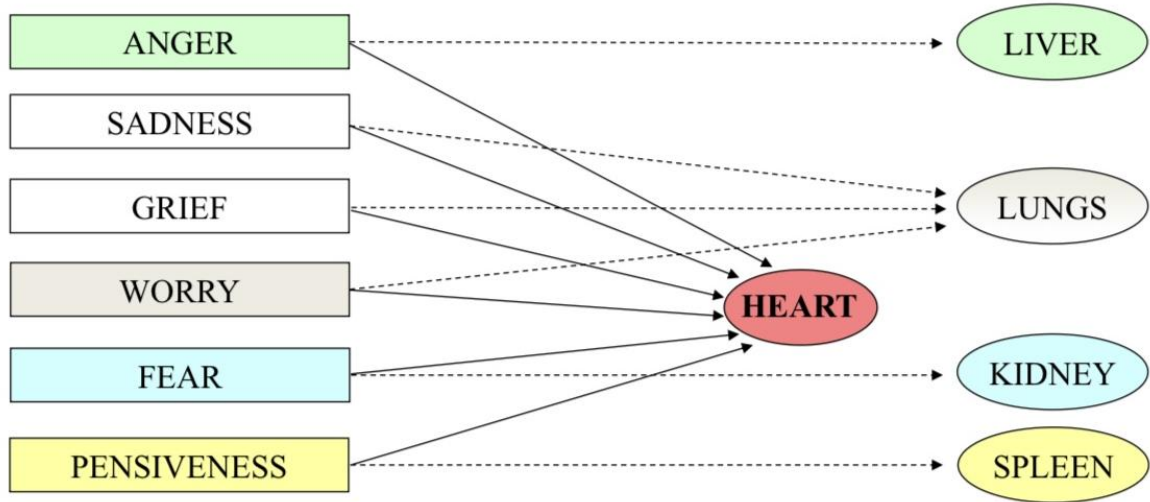 ANGER
LIVER
SADNESS
GRIEF
LUNGS
WORRY
HEART
FEAR
KIDNEY
PENSIVENESS
SPLEEN